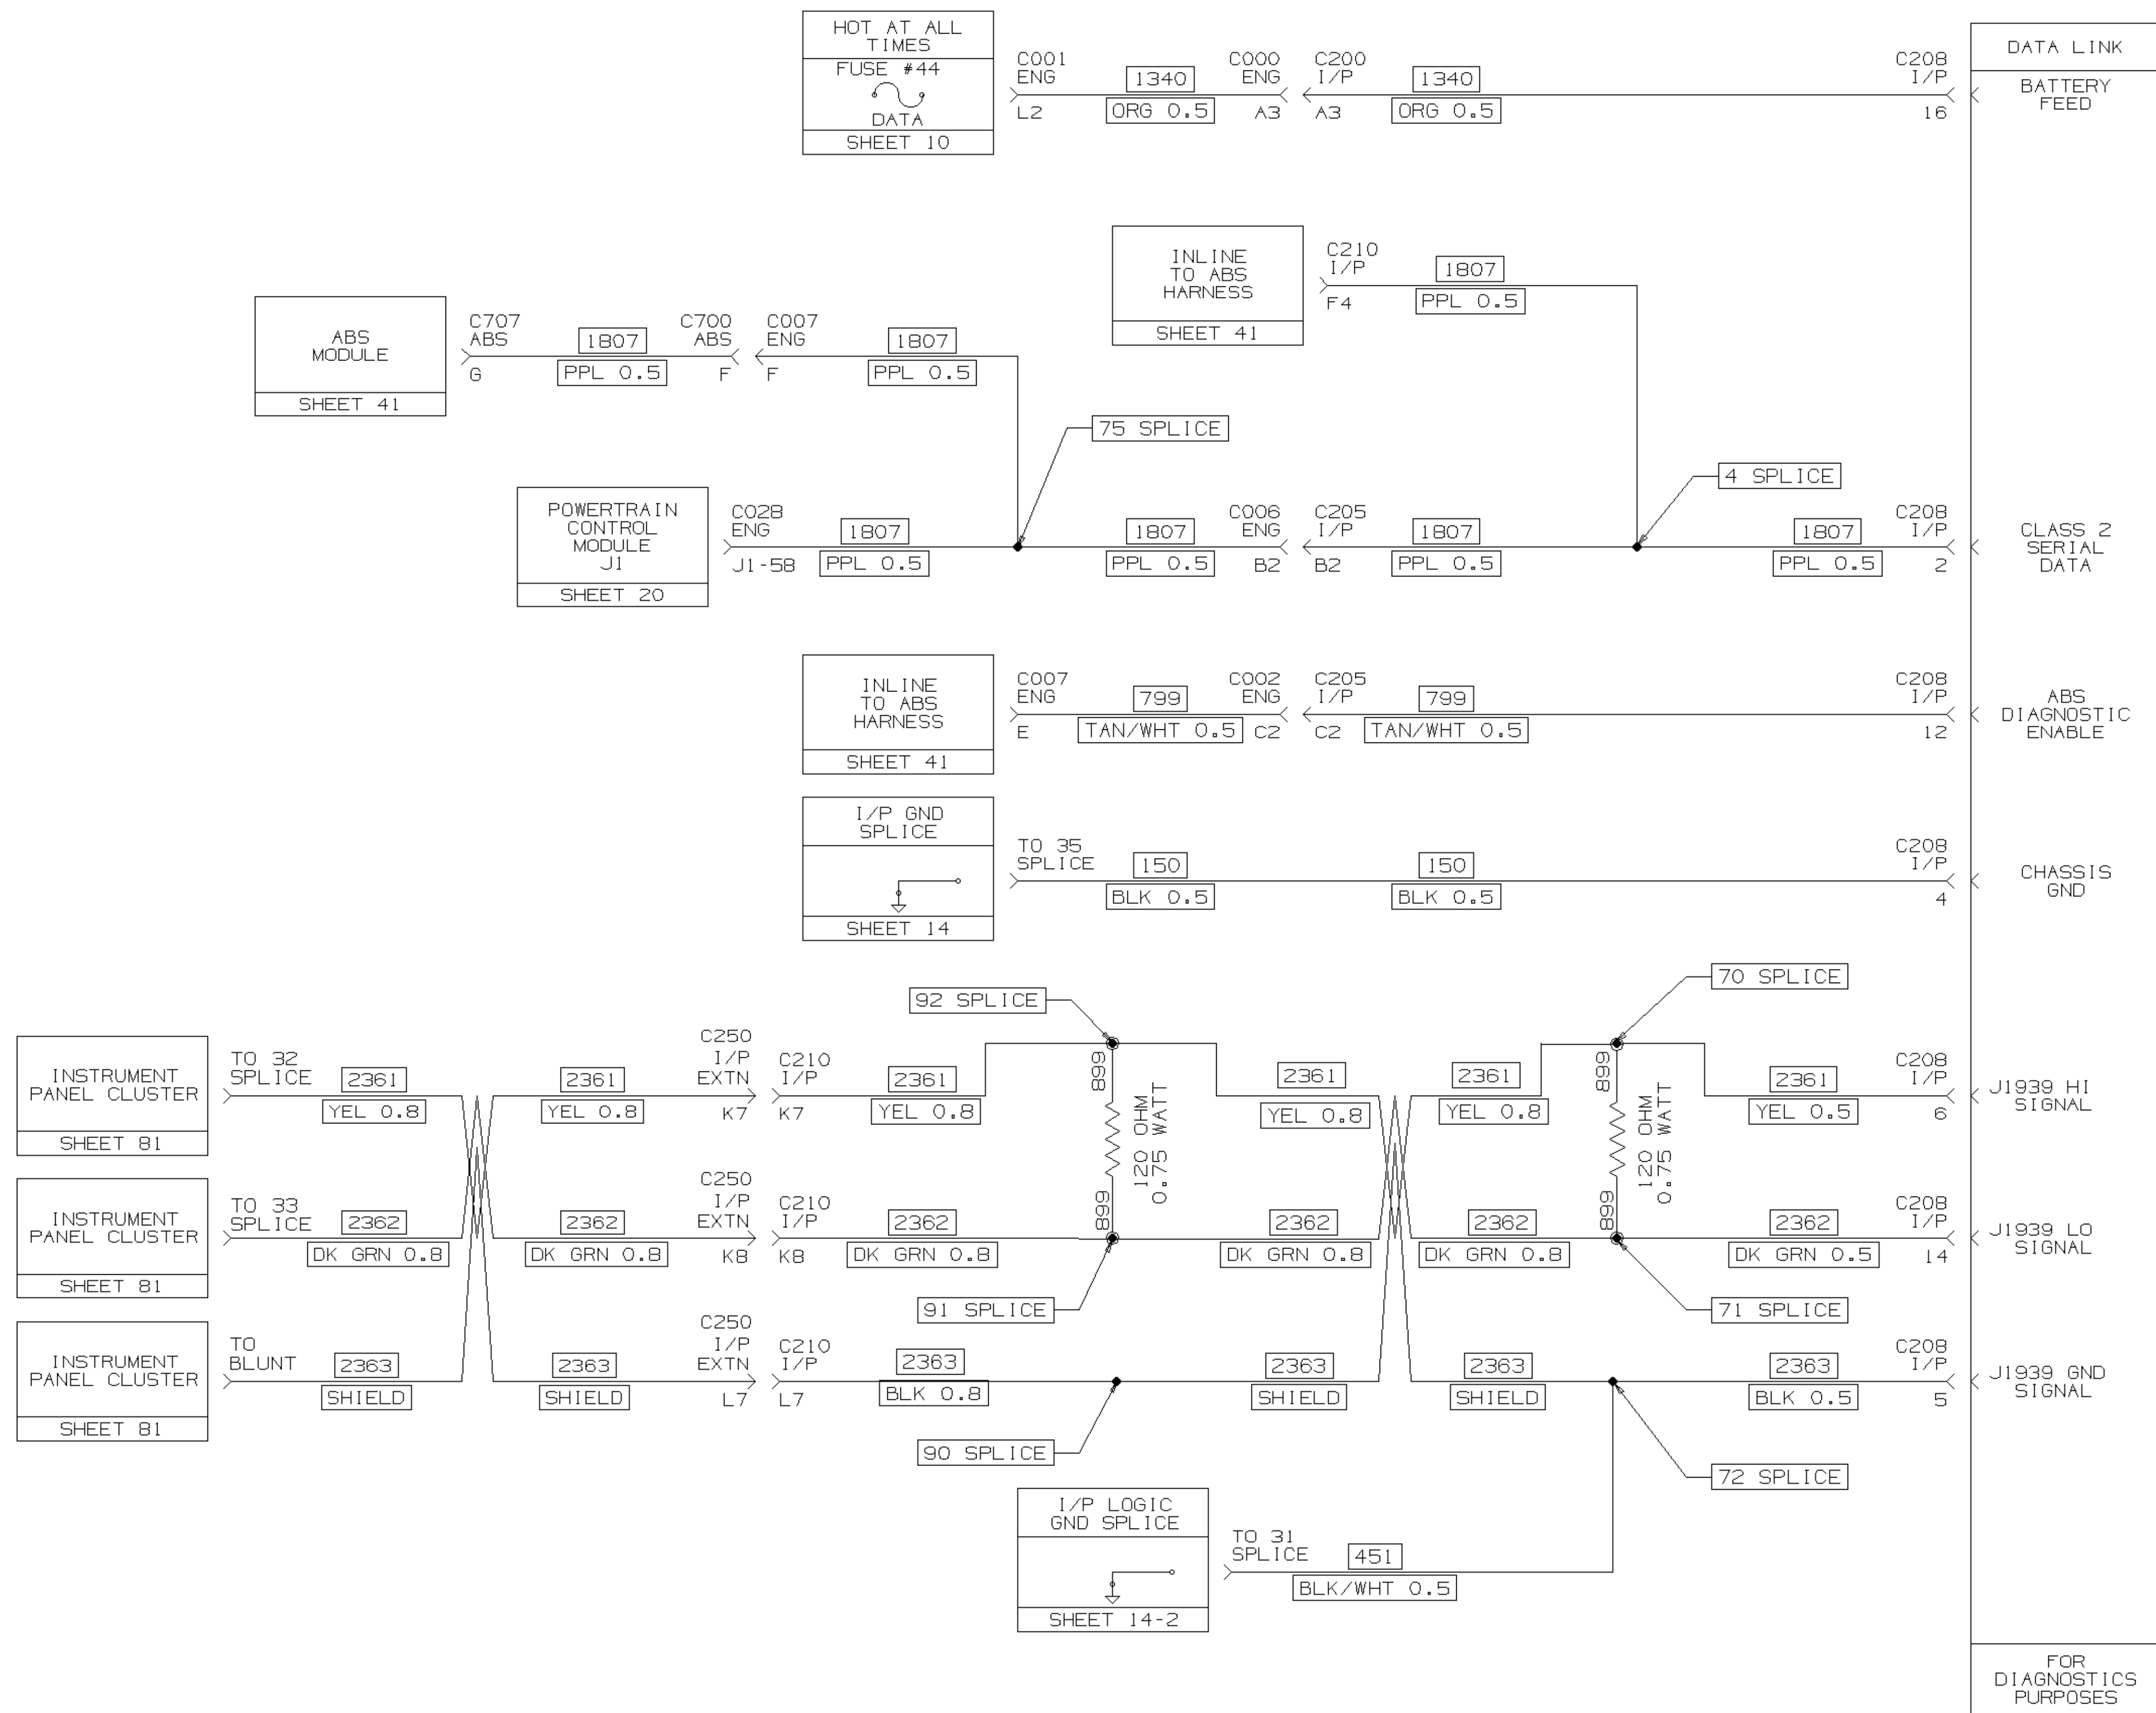 HOT AT ALL
TIMES
FUSE #44
DATA
SHEET 10
C001
ENG
L2
1340
ORG 0.5
C000
ENG
A3
C200
I/P
A3
1340
ORG 0.5
C208
I/P
16
DATA LINK
BATTERY
FEED
INLINE
TO ABS
HARNESS
SHEET 41
C210
I/P
F4
1807
PPL 0.5
ABS
MODULE
SHEET 41
C707
ABS
G
1807
PPL 0.5
C700
ABS
F
C007
ENG
F
1807
PPL 0.5
75 SPLICE
4 SPLICE
POWERTRAIN
CONTROL
MODULE
J1
SHEET 20
C028
ENG
J1-58
1807
PPL 0.5
1807
PPL 0.5
C006
ENG
B2
C205
I/P
B2
1807
PPL 0.5
1807
PPL 0.5
C208
I/P
2
CLASS 2
SERIAL
DATA
INLINE
TO ABS
HARNESS
SHEET 41
C007
ENG
E
799
TAN/WHT 0.5
C002
ENG
C2
C205
I/P
C2
799
TAN/WHT 0.5
C208
I/P
12
ABS
DIAGNOSTIC
ENABLE
I/P GND
SPLICE
SHEET 14
TO 35
SPLICE
150
BLK 0.5
150
BLK 0.5
C208
I/P
4
CHASSIS
GND
92 SPLICE
70 SPLICE
INSTRUMENT
PANEL CLUSTER
SHEET 81
TO 32
SPLICE
2361
YEL 0.8
2361
YEL 0.8
C250
I/P
EXTN
K7
C210
I/P
K7
2361
YEL 0.8
899
120 OHM
0.75 WATT
899
2361
YEL 0.8
2361
YEL 0.8
899
120 OHM
0.75 WATT
899
2361
YEL 0.5
C208
I/P
6
J1939 HI
SIGNAL
INSTRUMENT
PANEL CLUSTER
SHEET 81
TO 33
SPLICE
2362
DK GRN 0.8
2362
DK GRN 0.8
C250
I/P
EXTN
K8
C210
I/P
K8
2362
DK GRN 0.8
2362
DK GRN 0.8
2362
DK GRN 0.8
2362
DK GRN 0.5
C208
I/P
14
J1939 LO
SIGNAL
91 SPLICE
71 SPLICE
INSTRUMENT
PANEL CLUSTER
SHEET 81
TO
BLUNT
2363
SHIELD
2363
SHIELD
C250
I/P
EXTN
L7
C210
I/P
L7
2363
BLK 0.8
2363
SHIELD
2363
SHIELD
2363
BLK 0.5
C208
I/P
5
J1939 GND
SIGNAL
90 SPLICE
72 SPLICE
I/P LOGIC
GND SPLICE
SHEET 14-2
TO 31
SPLICE
451
BLK/WHT 0.5
FOR
DIAGNOSTICS
PURPOSES